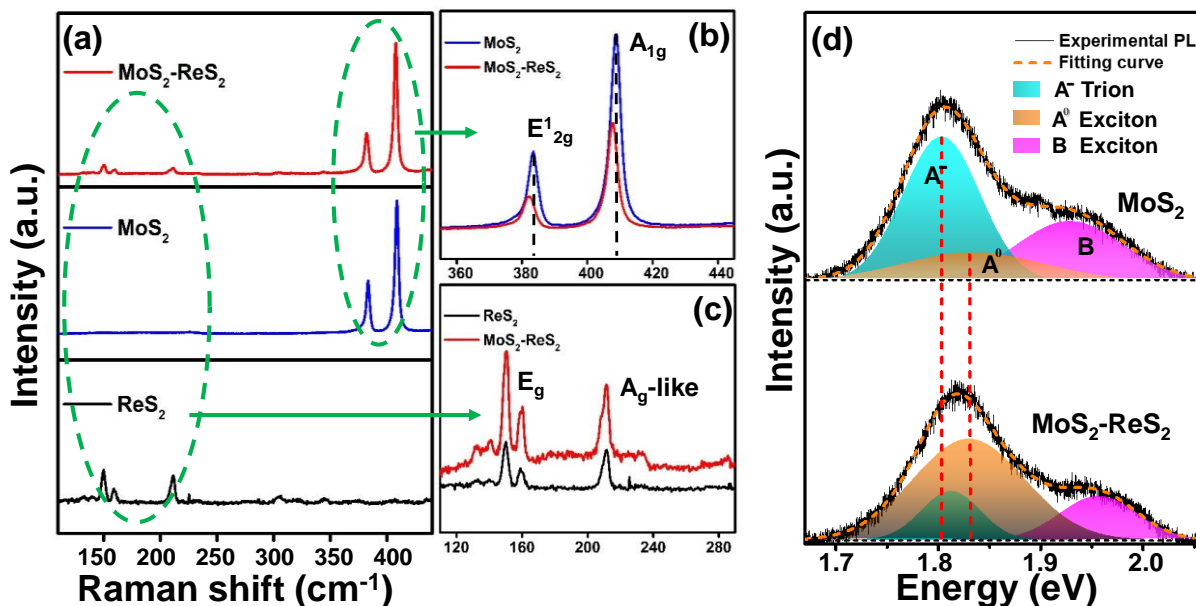 (a)
MoS₂-ReS₂
MoS₂
ReS₂
Intensity (a.u.)
150 200 250 300 350 400
Raman shift (cm⁻¹)
(b)
MoS₂
MoS₂-ReS₂
A₁g
E¹₂g
360 380 400 420 440
(c)
ReS₂
MoS₂-ReS₂
Eg
Ag-like
110 160 200 240 280
(d)
Experimental PL
Fitting curve
A⁻ Trion
A⁰ Exciton
B Exciton
A⁻
A⁰
B
MoS₂
MoS₂-ReS₂
Intensity (a.u.)
1.7 1.8 1.9 2.0
Energy (eV)